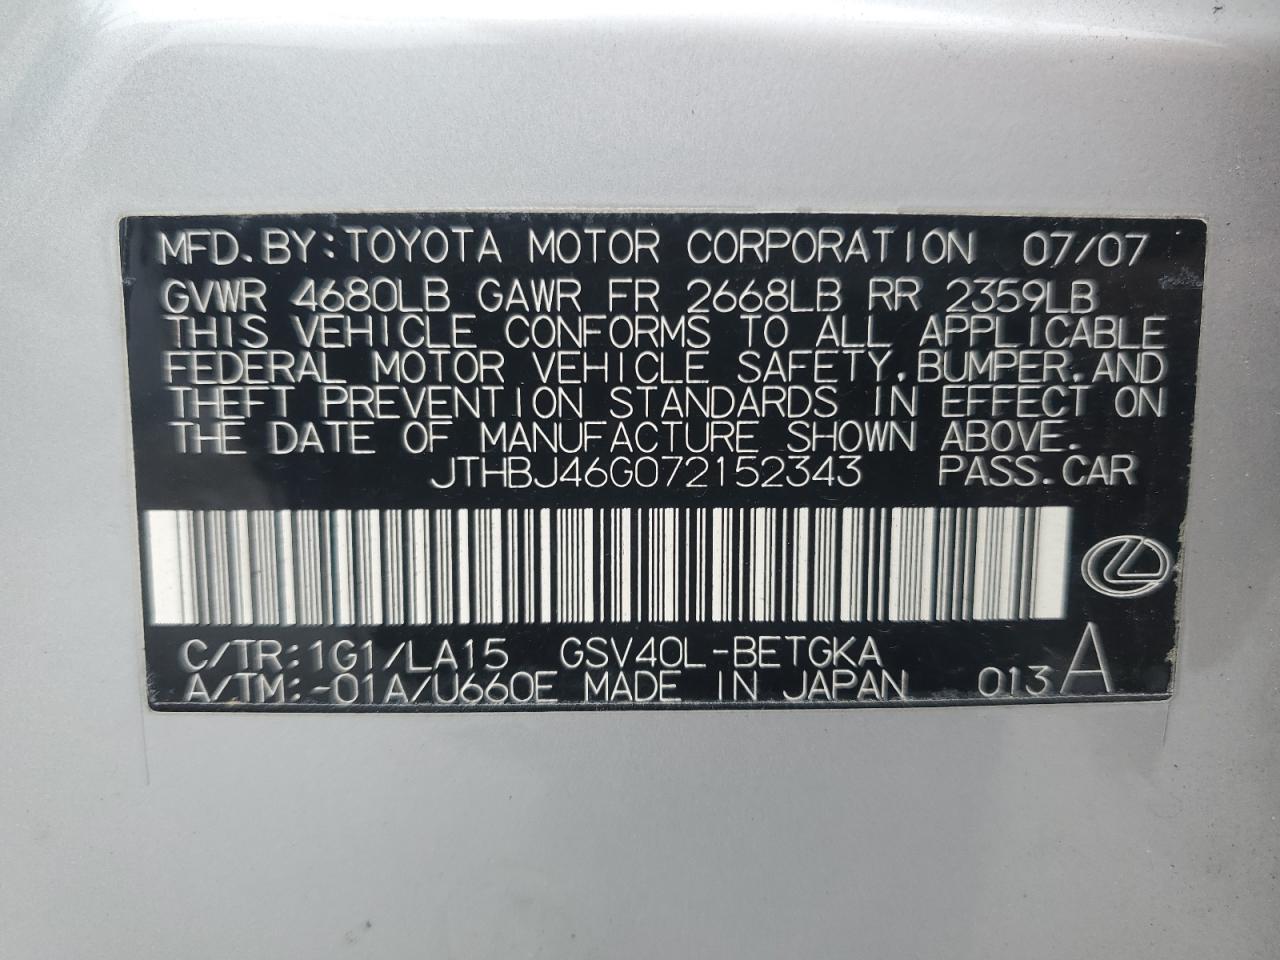 MFD. BY: TOYOTA MOTOR CORPORATION 07/07
GVWR 4680LB GAWR FR 2668LB RR 2359LB
THIS VEHICLE CONFORMS TO ALL APPLICABLE
FEDERAL MOTOR VEHICLE SAFETY, BUMPER, AND
THEFT PREVENTION STANDARDS IN EFFECT ON
THE DATE OF MANUFACTURE SHOWN ABOVE.
JTHBJ46G072152343 PASS. CAR
C/TR: 1G1/LA15 GSV40L-BETGKA
A/TM: -01A/U660E MADE IN JAPAN 013 A